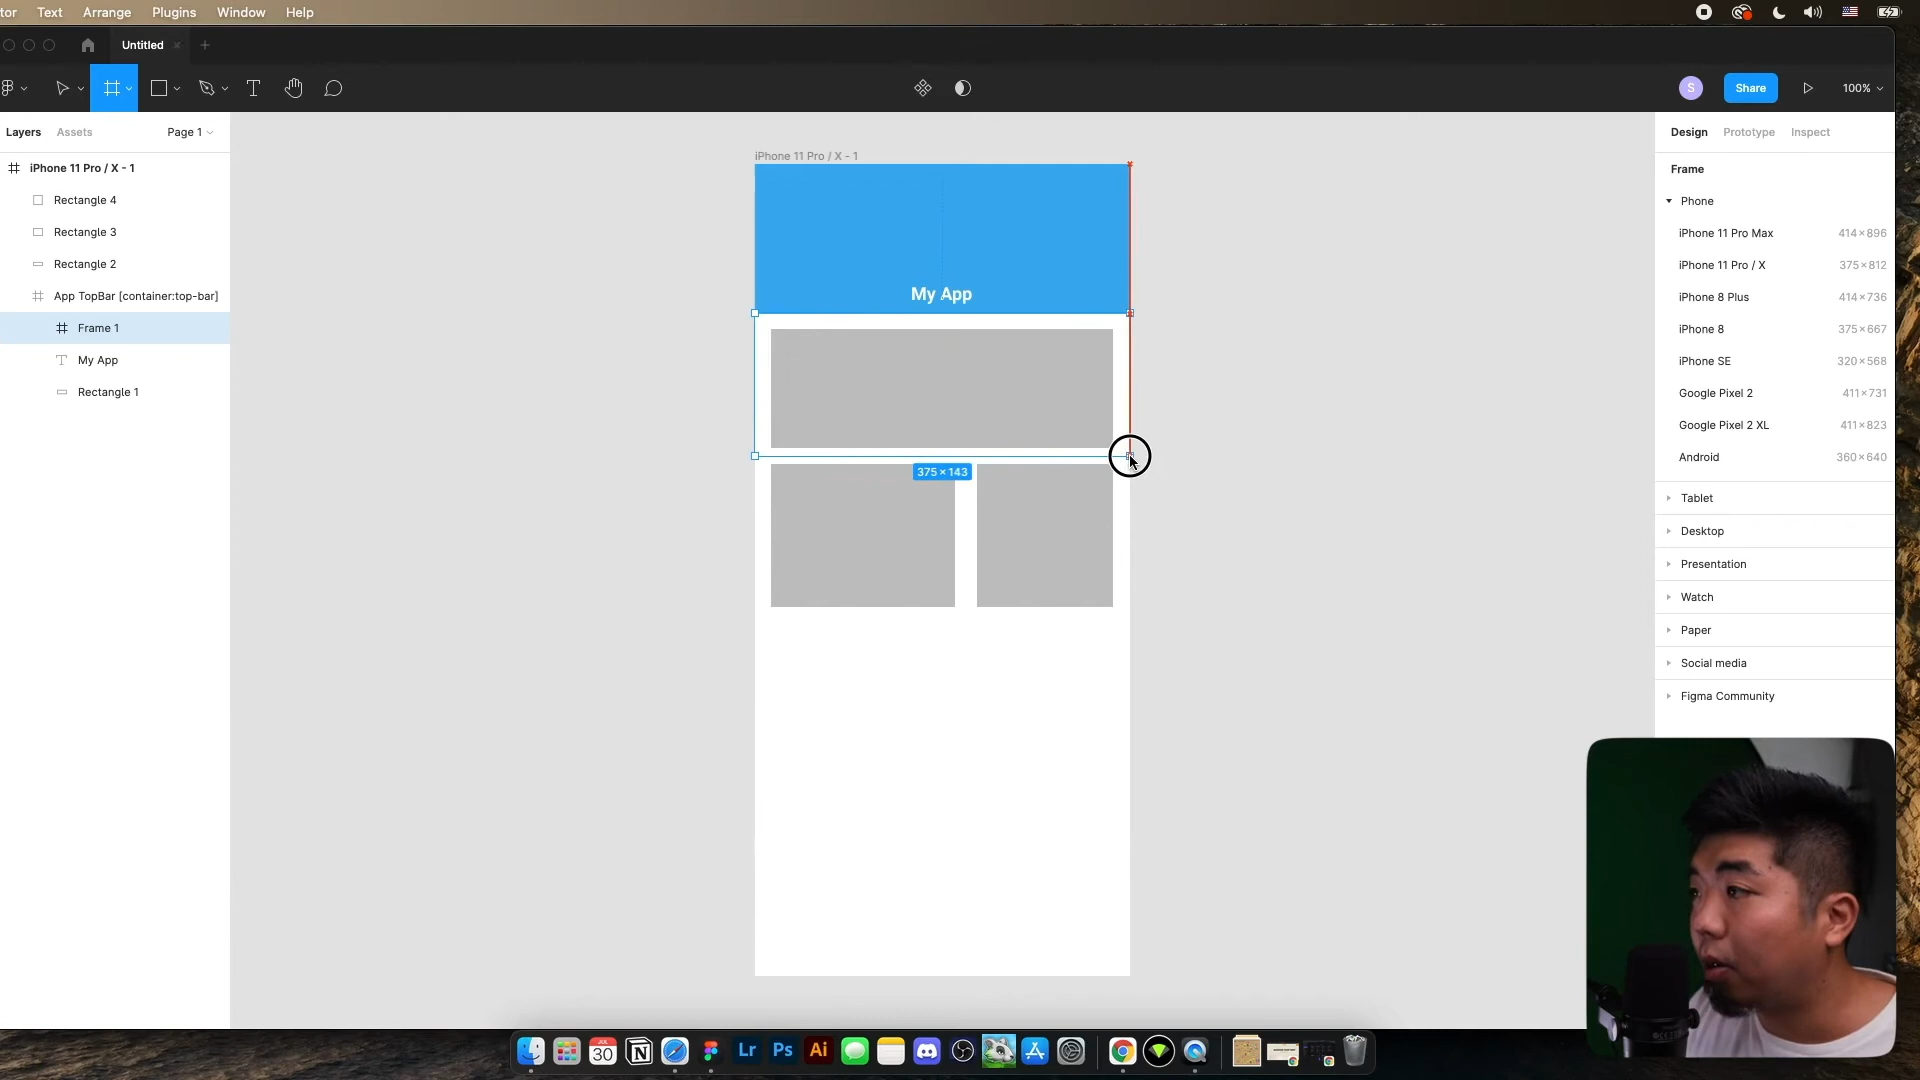 tor Text Arrange Plugins Window Help
Untitled
S Share 100%
Layers Assets Page 1
Design Prototype Inspect
iPhone 11 Pro / X - 1
Rectangle 4
Rectangle 3
Rectangle 2
App TopBar [container:top-bar]
Frame 1
My App
Rectangle 1
iPhone 11 Pro / X - 1
My App
375 × 143
Frame
Phone
iPhone 11 Pro Max 414×896
iPhone 11 Pro / X 375×812
iPhone 8 Plus 414×736
iPhone 8 375×667
iPhone SE 320×568
Google Pixel 2 411×731
Google Pixel 2 XL 411×823
Android 360×640
Tablet
Desktop
Presentation
Watch
Paper
Social media
Figma Community
JUL
30
Lr Ps Ai